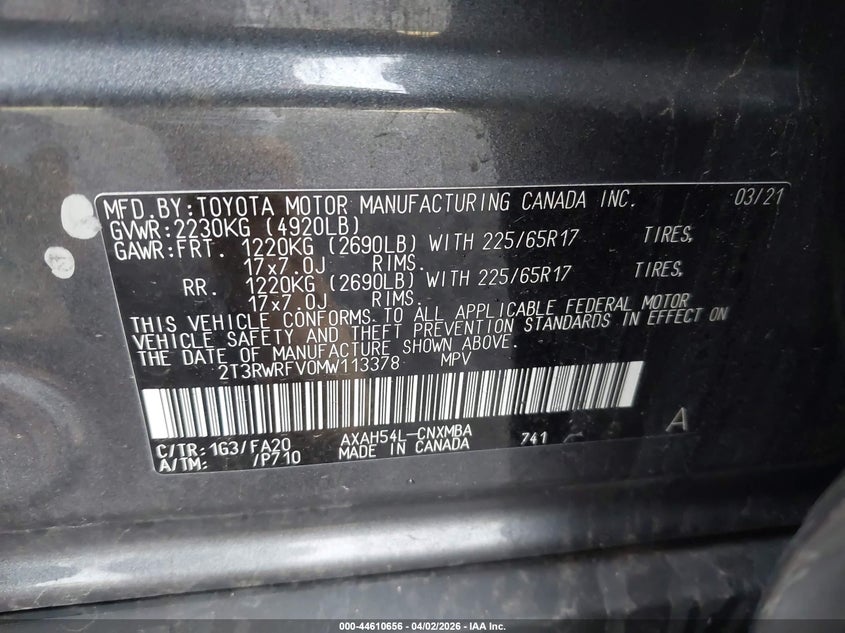 MFD.BY:TOYOTA MOTOR MANUFACTURING CANADA INC. 03/21
GVWR:2230KG (4920LB)
GAWR:FRT. 1220KG (2690LB) WITH 225/65R17 TIRES,
17x7.0J RIMS.
RR. 1220KG (2690LB) WITH 225/65R17 TIRES,
17x7.0J RIMS.
THIS VEHICLE CONFORMS TO ALL APPLICABLE FEDERAL MOTOR
VEHICLE SAFETY AND THEFT PREVENTION STANDARDS IN EFFECT ON
THE DATE OF MANUFACTURE SHOWN ABOVE.
2T3RWRFV0MW113378 MPV
A
C/TR:1G3/FA20 AXAH54L-CNXMBA 741
A/TM: /P710 MADE IN CANADA
000-44610656 - 04/02/2026 - IAA Inc.